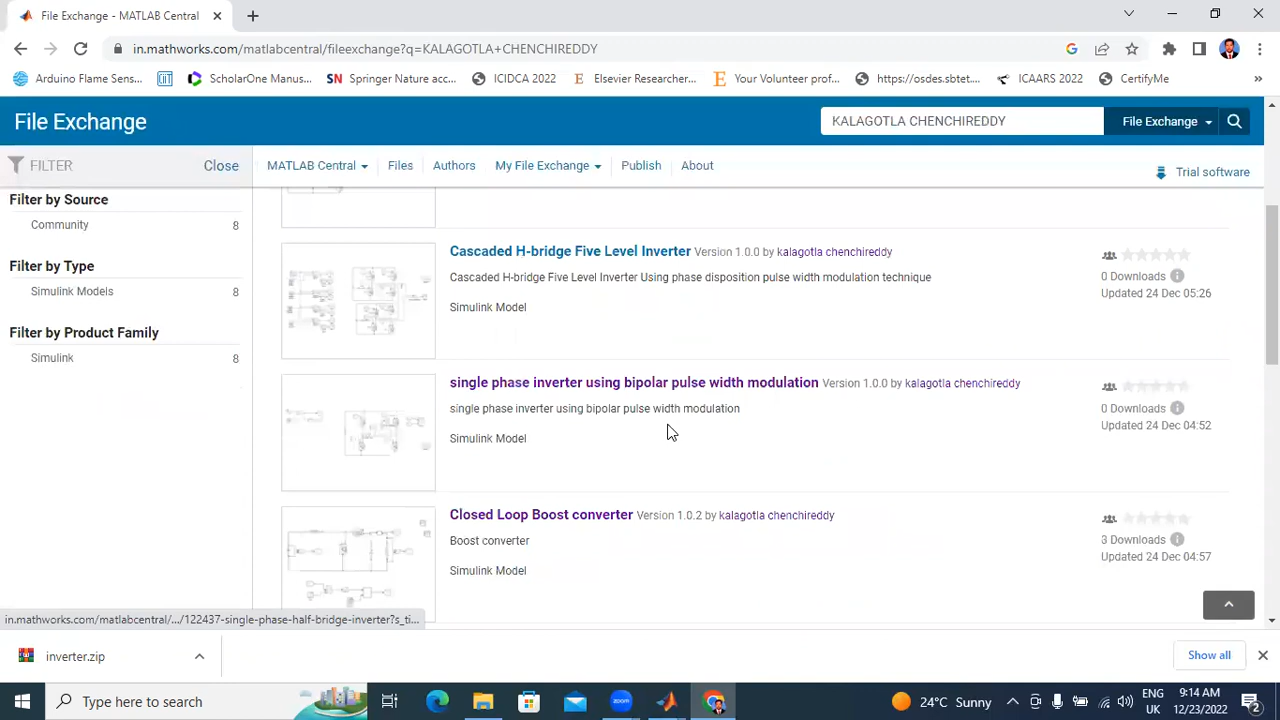 File Exchange - MATLAB Central
in.mathworks.com/matlabcentral/fileexchange?q=KALAGOTLA+CHENCHIREDDY
Arduino Flame Sens...
ScholarOne Manus...
SN Springer Nature acc...
ICIDCA 2022
E Elsevier Researcher...
Your Volunteer prof...
https://osdes.sbtet....
ICAARS 2022
CertifyMe
»
File Exchange
KALAGOTLA CHENCHIREDDY
File Exchange
FILTER
Close
MATLAB Central
Files
Authors
My File Exchange
Publish
About
Trial software
Filter by Source
Community 8
Filter by Type
Simulink Models 8
Filter by Product Family
Simulink 8
Cascaded H-bridge Five Level Inverter Version 1.0.0 by kalagotla chenchireddy
Cascaded H-bridge Five Level Inverter Using phase disposition pulse width modulation technique
Simulink Model
0 Downloads
Updated 24 Dec 05:26
single phase inverter using bipolar pulse width modulation Version 1.0.0 by kalagotla chenchireddy
single phase inverter using bipolar pulse width modulation
Simulink Model
0 Downloads
Updated 24 Dec 04:52
Closed Loop Boost converter Version 1.0.2 by kalagotla chenchireddy
Boost converter
Simulink Model
3 Downloads
Updated 24 Dec 04:57
in.mathworks.com/matlabcentral/.../122437-single-phase-half-bridge-inverter?s_ti...
inverter.zip
Show all
Type here to search
zoom
24°C Sunny
ENG
UK
9:14 AM
12/23/2022
2